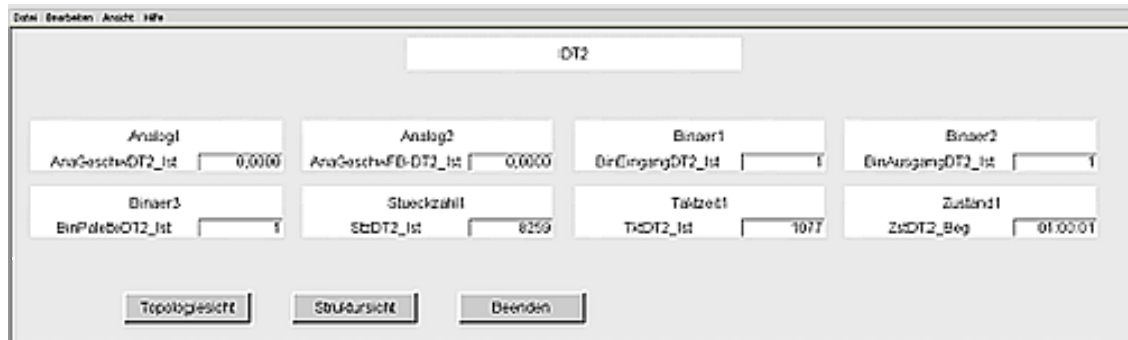 Datei Bearbeiten Ansicht Hilfe
IDT2
Analog1 Analog2 Binaer1 Binaer2
AnaGeschwDT2_Ist 0,0000 AnaGeschwFB-DT2_Ist 0,0000 BinEingangDT2_Ist 1 BinAusgangDT2_Ist 1
Binaer3 Stueckzahl1 Taktzeit1 Zustand1
BinPaletteDT2_Ist 1 StzDT2_Ist 8259 TktDT2_Ist 1077 ZstDT2_Beg 01:00:01
Topologiesicht Struktursicht Beenden